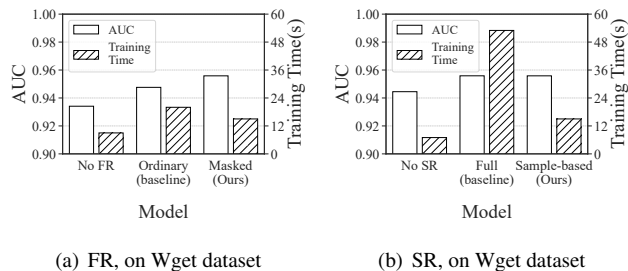 1.00
0.98
0.96
0.94
0.92
0.90
AUC
AUC
Training
Time
60
48
36
24
12
0
Training Time(s)
No FR
Ordinary
(baseline)
Masked
(Ours)
Model
(a) FR, on Wget dataset
1.00
0.98
0.96
0.94
0.92
0.90
AUC
AUC
Training
Time
60
48
36
24
12
0
Training Time(s)
No SR
Full
(baseline)
Sample-based
(Ours)
Model
(b) SR, on Wget dataset